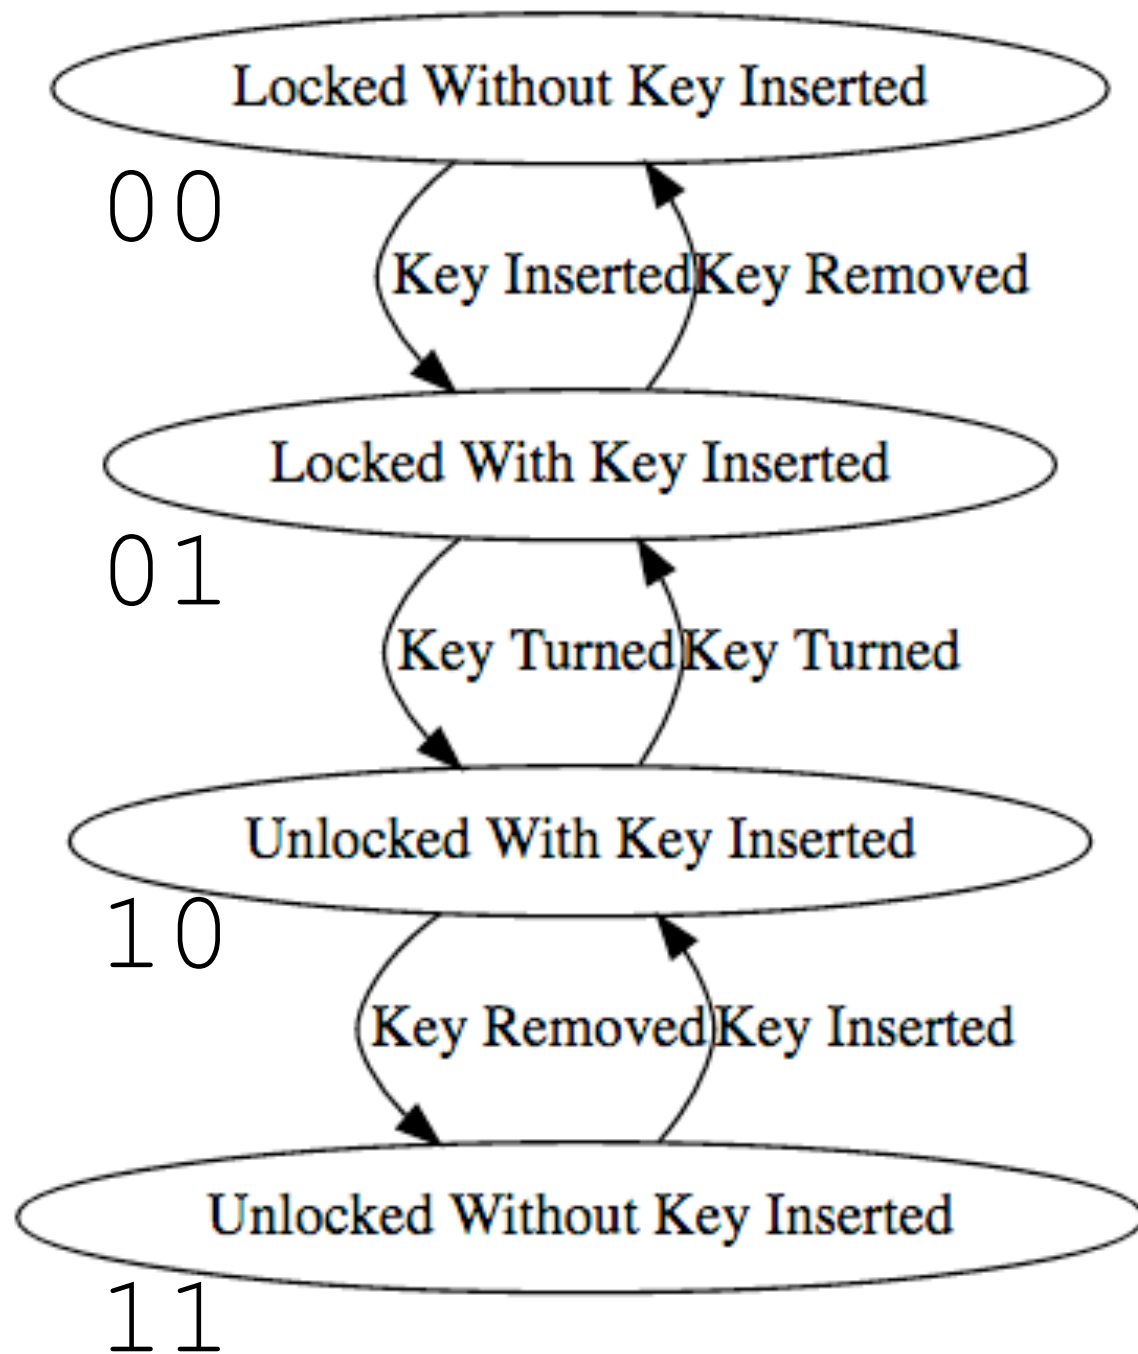 Locked Without Key Inserted
00
Key Inserted Key Removed
Locked With Key Inserted
01
Key Turned Key Turned
Unlocked With Key Inserted
10
Key Removed Key Inserted
Unlocked Without Key Inserted
11